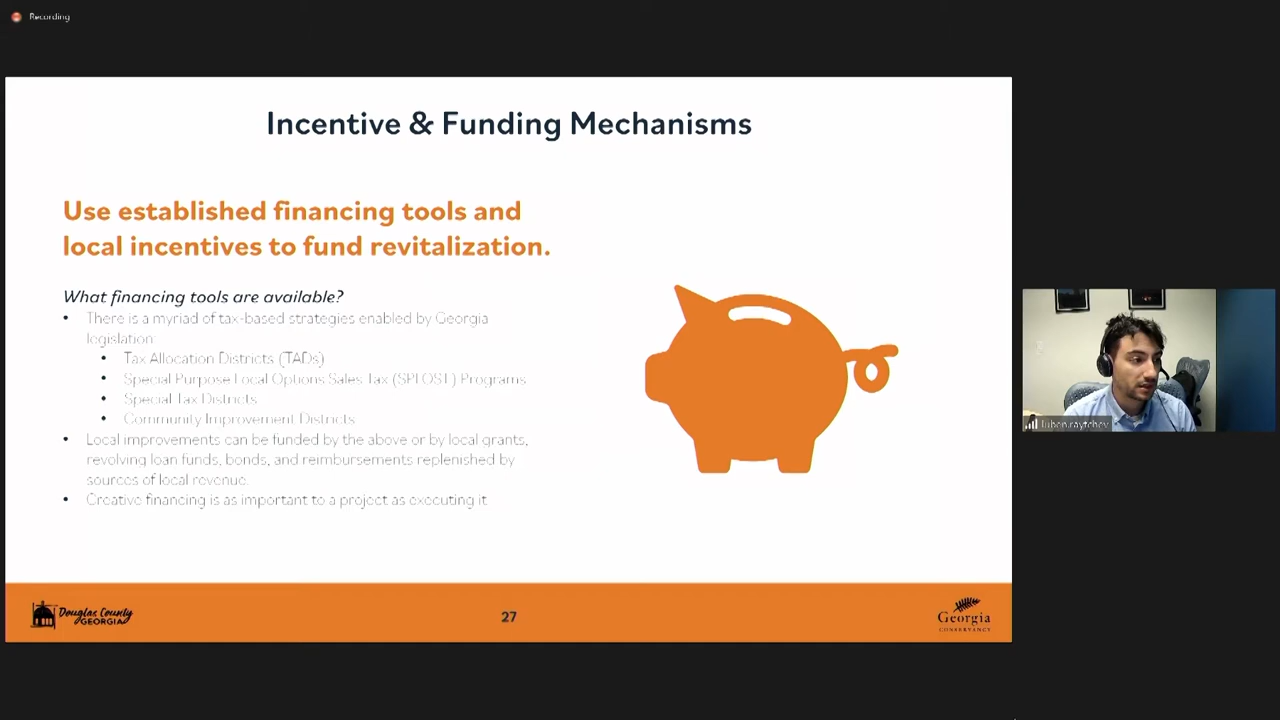 Recording
Incentive & Funding Mechanisms
Use established financing tools and
local incentives to fund revitalization.
What financing tools are available?
• There is a myriad of tax-based strategies enabled by Georgia
legislation:
• Tax Allocation Districts (TADs)
• Special Purpose Local Options Sales Tax (SPLOST) Programs
• Special Tax Districts
• Community Improvement Districts
• Local improvements can be funded by the above or by local grants,
revolving loan funds, bonds, and reimbursements replenished by
sources of local revenue.
• Creative financing is as important to a project as executing it
luben.raytchev
Douglas County
GEORGIA
27
Georgia
CONSERVANCY